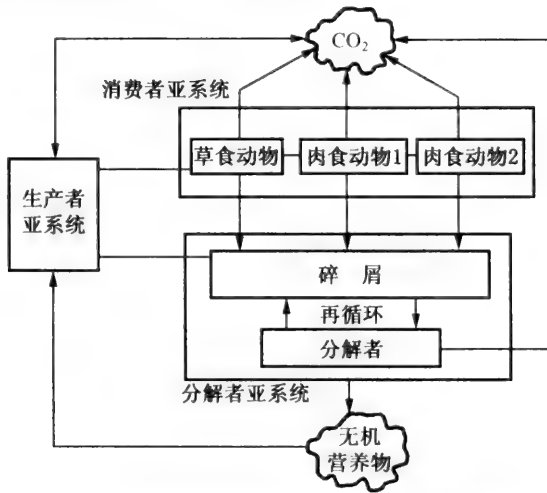 CO₂
消费者亚系统
草食动物
肉食动物1
肉食动物2
生产者
亚系统
碎 屑
再循环
分解者
分解者亚系统
无机
营养物